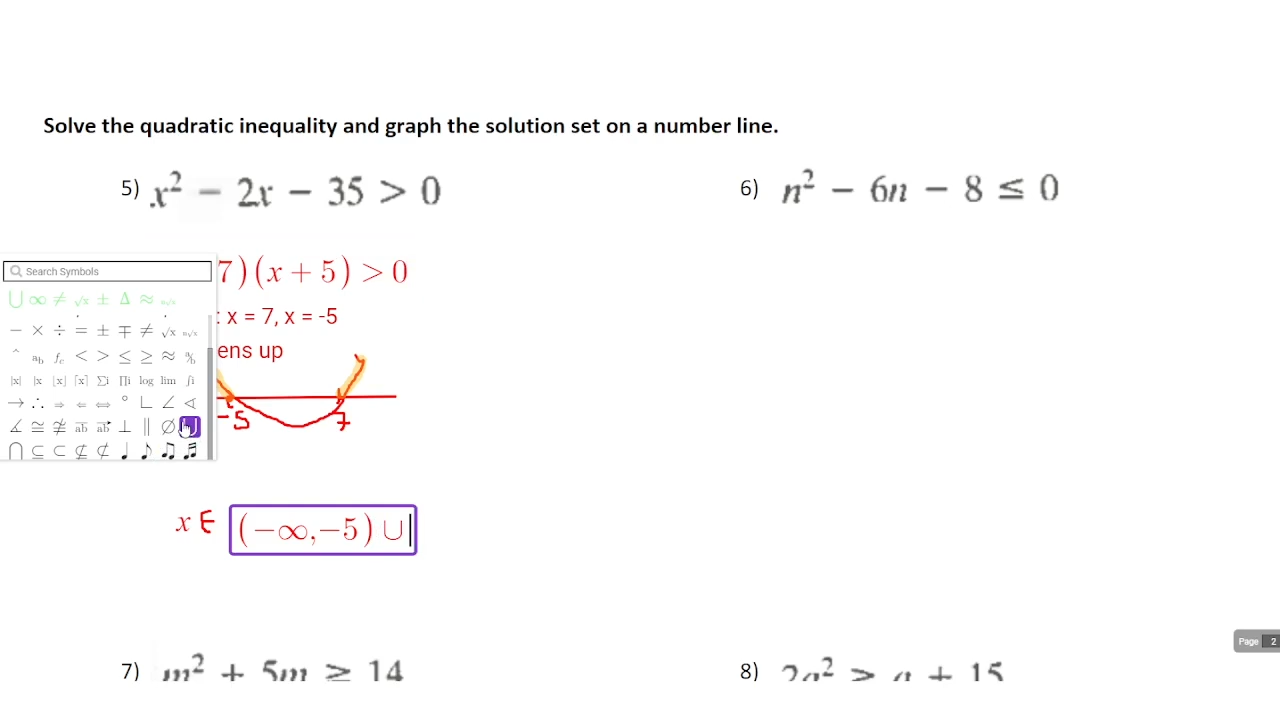 Solve the quadratic inequality and graph the solution set on a number line.
5) x² − 2x − 35 > 0
6) n² − 6n − 8 ≤ 0
Search Symbols
7)(x + 5) > 0
: x = 7, x = -5
ens up
-5 7
x ∈ (−∞,−5) ∪
Page 2
7) m² + 5m ≥ 14
8)